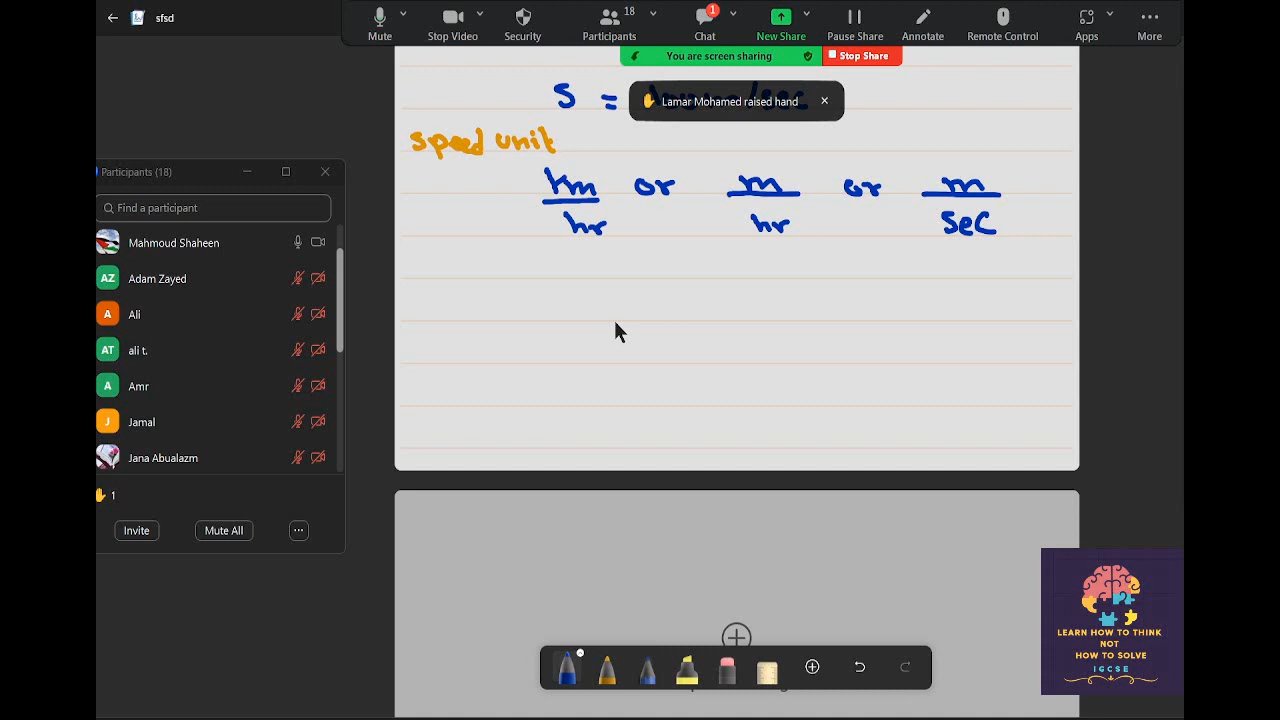 sfsd
18
1
Mute
Stop Video
Security
Participants
Chat
New Share
Pause Share
Annotate
Remote Control
Apps
More
You are screen sharing
Stop Share
S =
Lamar Mohamed raised hand
speed unit
km or m or m
hr hr sec
Participants (18)
Find a participant
Mahmoud Shaheen
AZ Adam Zayed
A Ali
AT ali t.
A Amr
J Jamal
Jana Abualazm
1
Invite
Mute All
LEARN HOW TO THINK
NOT
HOW TO SOLVE
IGCSE